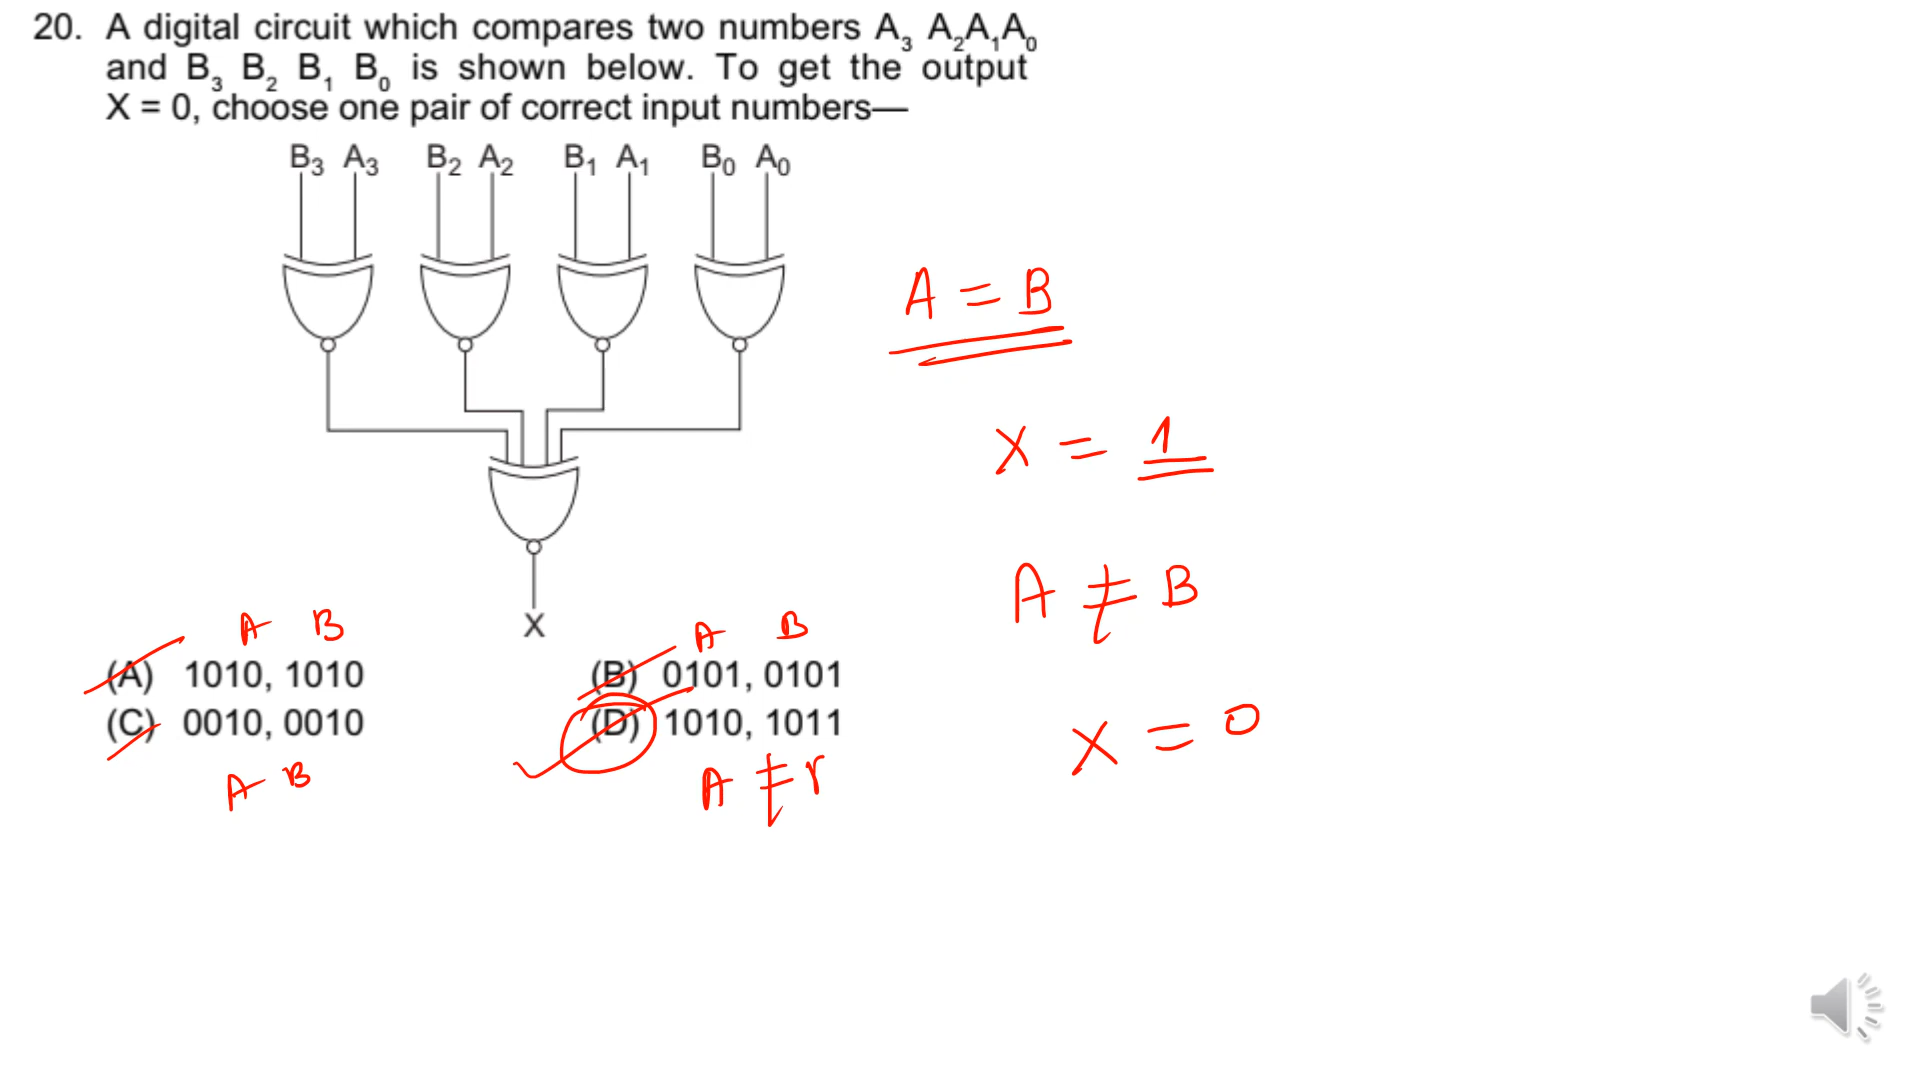 20. A digital circuit which compares two numbers A₃ A₂A₁A₀
and B₃ B₂ B₁ B₀ is shown below. To get the output
X = 0, choose one pair of correct input numbers—
B₃ A₃ B₂ A₂ B₁ A₁ B₀ A₀
A = B
X = 1
A ≠ B
X
A B
A B
(A) 1010, 1010 (B) 0101, 0101
(C) 0010, 0010 (D) 1010, 1011
X = 0
A B
A ≠